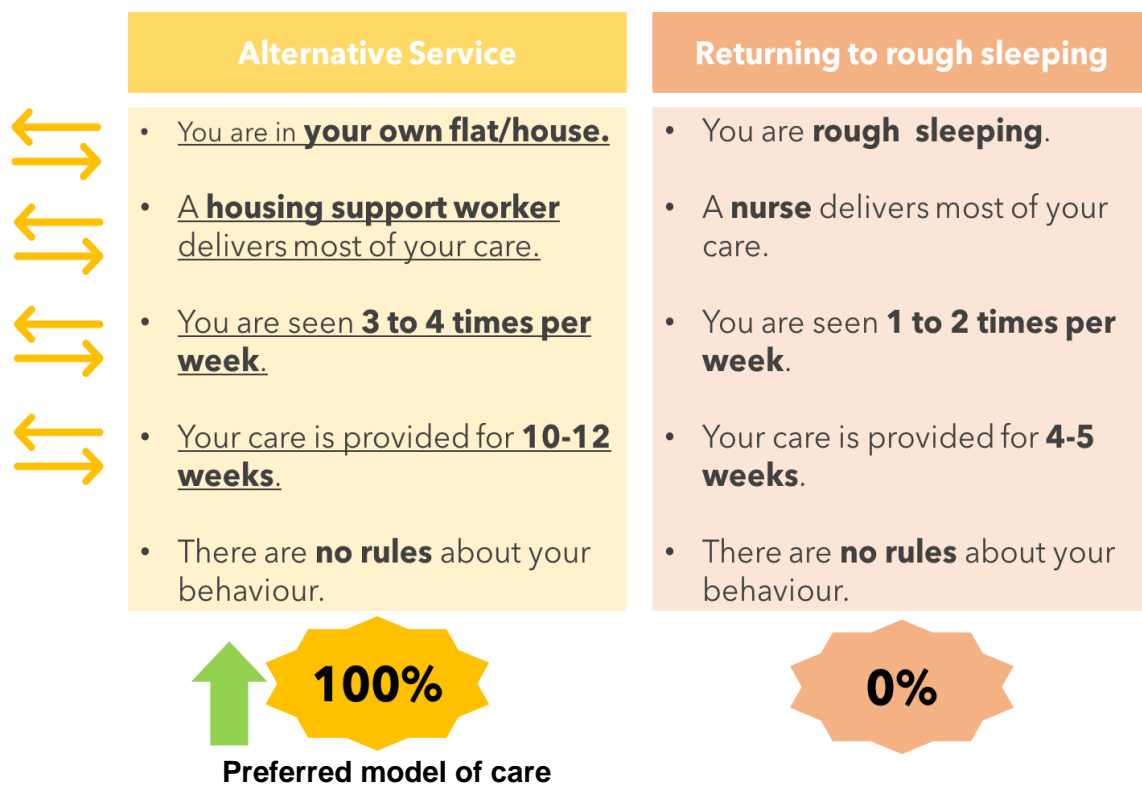 Alternative Service
• You are in your own flat/house.
• A housing support worker
delivers most of your care.
• You are seen 3 to 4 times per
week.
• Your care is provided for 10-12
weeks.
• There are no rules about your
behaviour.
100%
Preferred model of care
Returning to rough sleeping
• You are rough sleeping.
• A nurse delivers most of your
care.
• You are seen 1 to 2 times per
week.
• Your care is provided for 4-5
weeks.
• There are no rules about your
behaviour.
0%